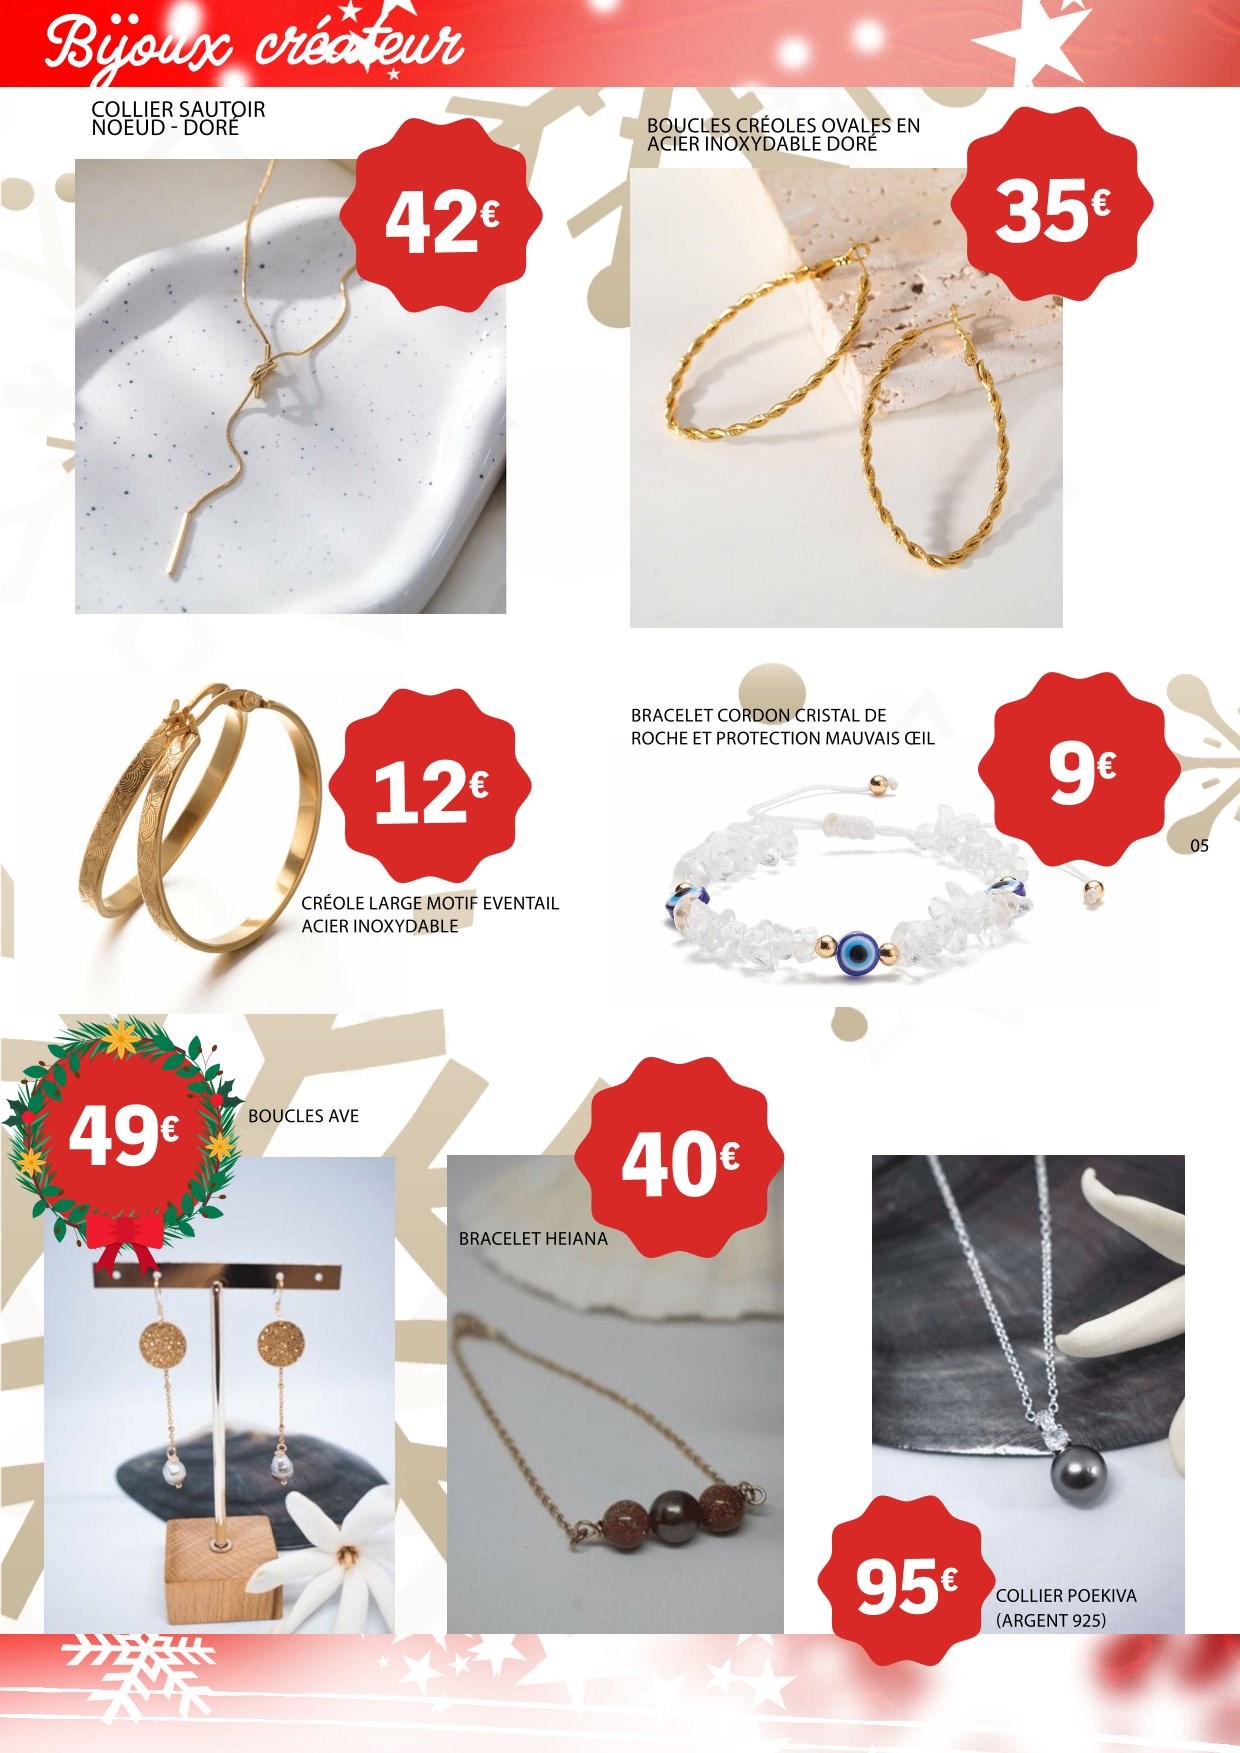 Bijoux créateur
COLLIER SAUTOIR
NOEUD - DORÉ
42€
BOUCLES CRÉOLES OVALES EN
ACIER INOXYDABLE DORÉ
35€
12€
CRÉOLE LARGE MOTIF EVENTAIL
ACIER INOXYDABLE
BRACELET CORDON CRISTAL DE
ROCHE ET PROTECTION MAUVAIS ŒIL
9€
05
49€
BOUCLES AVE
40€
BRACELET HEIANA
95€
COLLIER POEKIVA
(ARGENT 925)